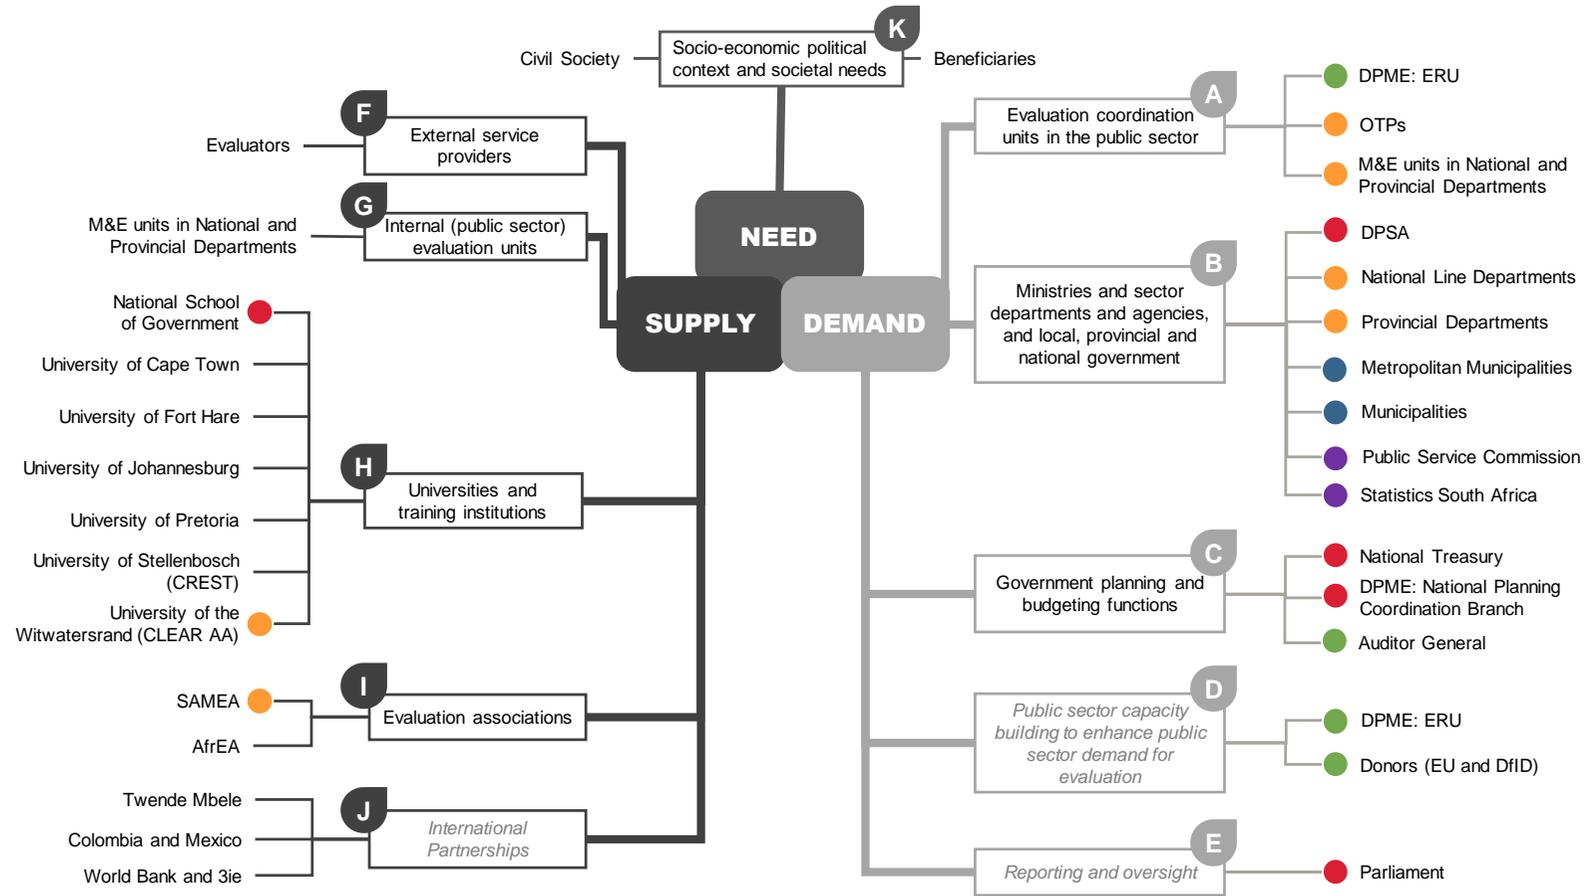 K
Socio-economic political
context and societal needs
Civil Society
Beneficiaries
NEED
SUPPLY
DEMAND
F
External service
providers
Evaluators
G
Internal (public sector)
evaluation units
M&E units in National and
Provincial Departments
H
Universities and
training institutions
National School
of Government
University of Cape Town
University of Fort Hare
University of Johannesburg
University of Pretoria
University of Stellenbosch
(CREST)
University of the
Witwatersrand (CLEAR AA)
I
Evaluation associations
SAMEA
AfrEA
J
International
Partnerships
Twende Mbele
Colombia and Mexico
World Bank and 3ie
A
Evaluation coordination
units in the public sector
DPME: ERU
OTPs
M&E units in National and
Provincial Departments
B
Ministries and sector
departments and agencies,
and local, provincial and
national government
DPSA
National Line Departments
Provincial Departments
Metropolitan Municipalities
Municipalities
Public Service Commission
Statistics South Africa
C
Government planning and
budgeting functions
National Treasury
DPME: National Planning
Coordination Branch
Auditor General
D
Public sector capacity
building to enhance public
sector demand for
evaluation
DPME: ERU
Donors (EU and DfID)
E
Reporting and oversight
Parliament